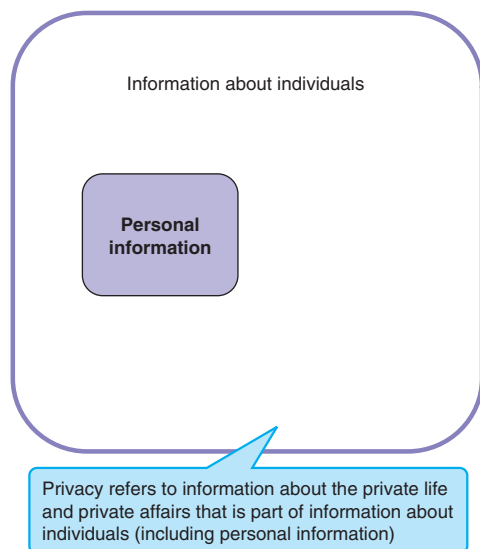 Information about individuals
Personal
information
Privacy refers to information about the private life
and private affairs that is part of information about
individuals (including personal information)